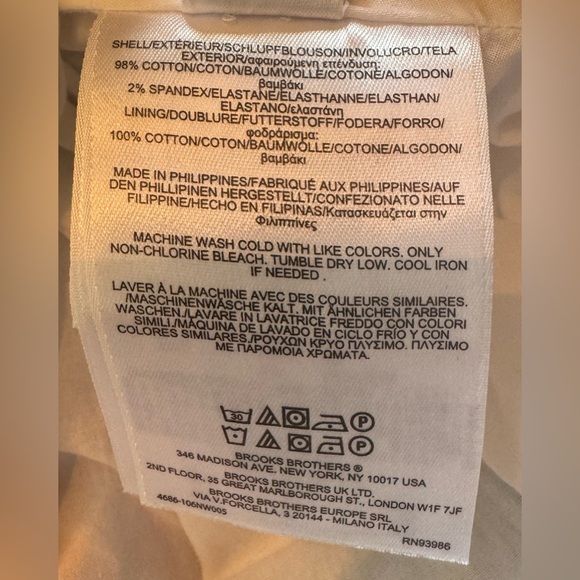 SHELL/EXTÉRIEUR/SCHLUPFBLOUSON/INVOLUCRO/TELA
EXTERIOR/αφαιρούμενη επένδυση:
98% COTTON/COTON/BAUMWOLLE/COTONE/ALGODON/
βαμβάκι
2% SPANDEX/ELASTANE/ELASTHANNE/ELASTHAN/
ELASTANO/ελαστάνη
LINING/DOUBLURE/FUTTERSTOFF/FODERA/FORRO/
φοδράρισμα:
100% COTTON/COTON/BAUMWOLLE/COTONE/ALGODON/
βαμβάκι
MADE IN PHILIPPINES/FABRIQUÉ AUX PHILIPPINES/AUF
DEN PHILLIPINEN HERGESTELLT/CONFEZIONATO NELLE
FILIPPINE/HECHO EN FILIPINAS/Κατασκευάζεται στην
Φιλιππίνες
MACHINE WASH COLD WITH LIKE COLORS. ONLY
NON-CHLORINE BLEACH. TUMBLE DRY LOW. COOL IRON
IF NEEDED .
LAVER À LA MACHINE AVEC DES COULEURS SIMILAIRES.
/MASCHINENWÄSCHE KALT. MIT ÄHNLICHEN FARBEN
WASCHEN./LAVARE IN LAVATRICE FREDDO CON COLORI
SIMILI./MÁQUINA DE LAVADO EN CICLO FRÍO Y CON
COLORES SIMILARES./ΡΟΥΧΩΝ ΚΡΥΟ ΠΛΥΣΙΜΟ. ΠΛΥΣΙΜΟ
ΜΕ ΠΑΡΟΜΟΙΑ ΧΡΩΜΑΤΑ.
30 P
P
BROOKS BROTHERS ®
346 MADISON AVE. NEW YORK, NY 10017 USA
BROOKS BROTHERS UK LTD.
2ND FLOOR, 35 GREAT MARLBOROUGH ST., LONDON W1F 7JF
BROOKS BROTHERS EUROPE SRL
VIA V.FORCELLA, 3 20144 - MILANO ITALY
4686-106NW005
RN93986